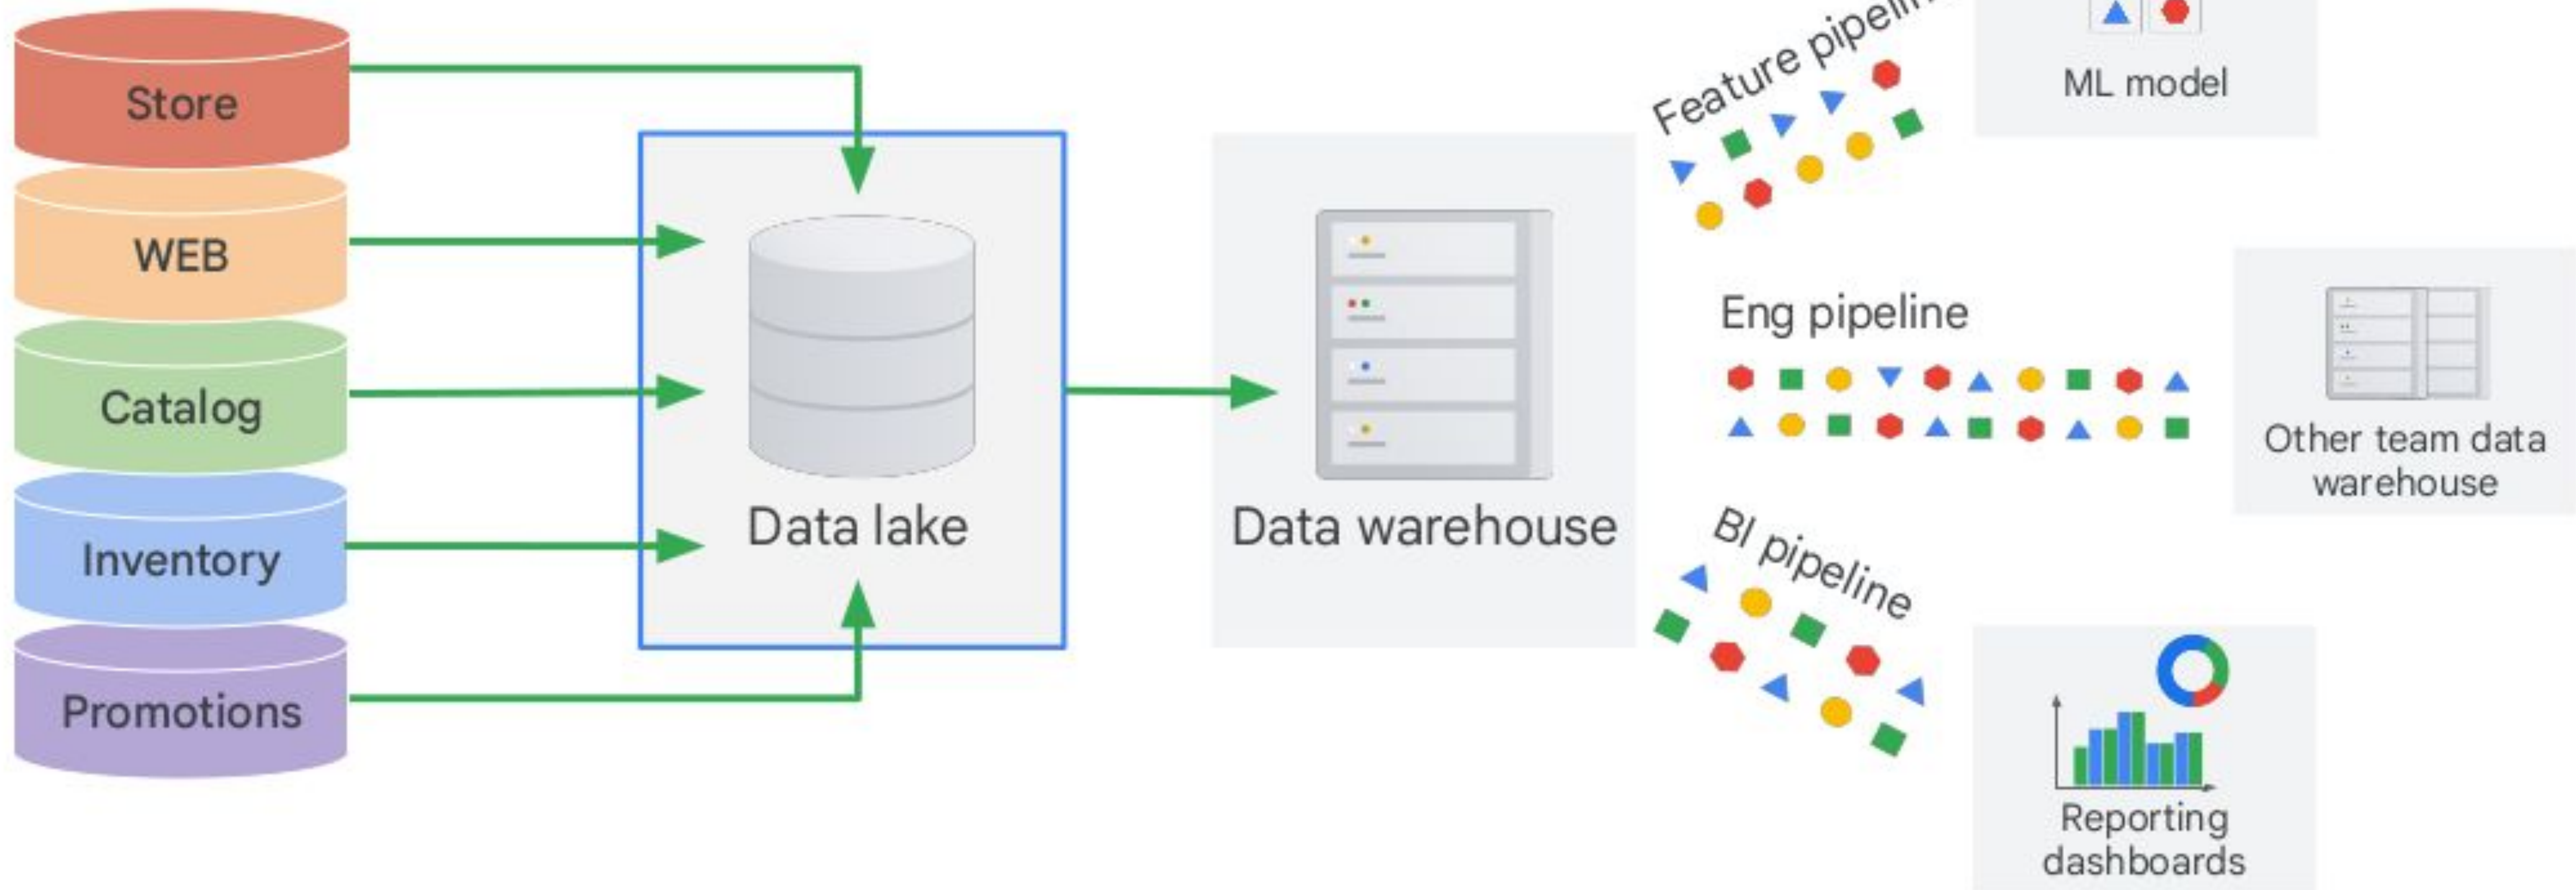 Store
WEB
Catalog
Inventory
Promotions
Data lake
Data warehouse
Feature
ML model
Eng pipeline
Other team data
warehouse
BI pipeline
Reporting
dashboards